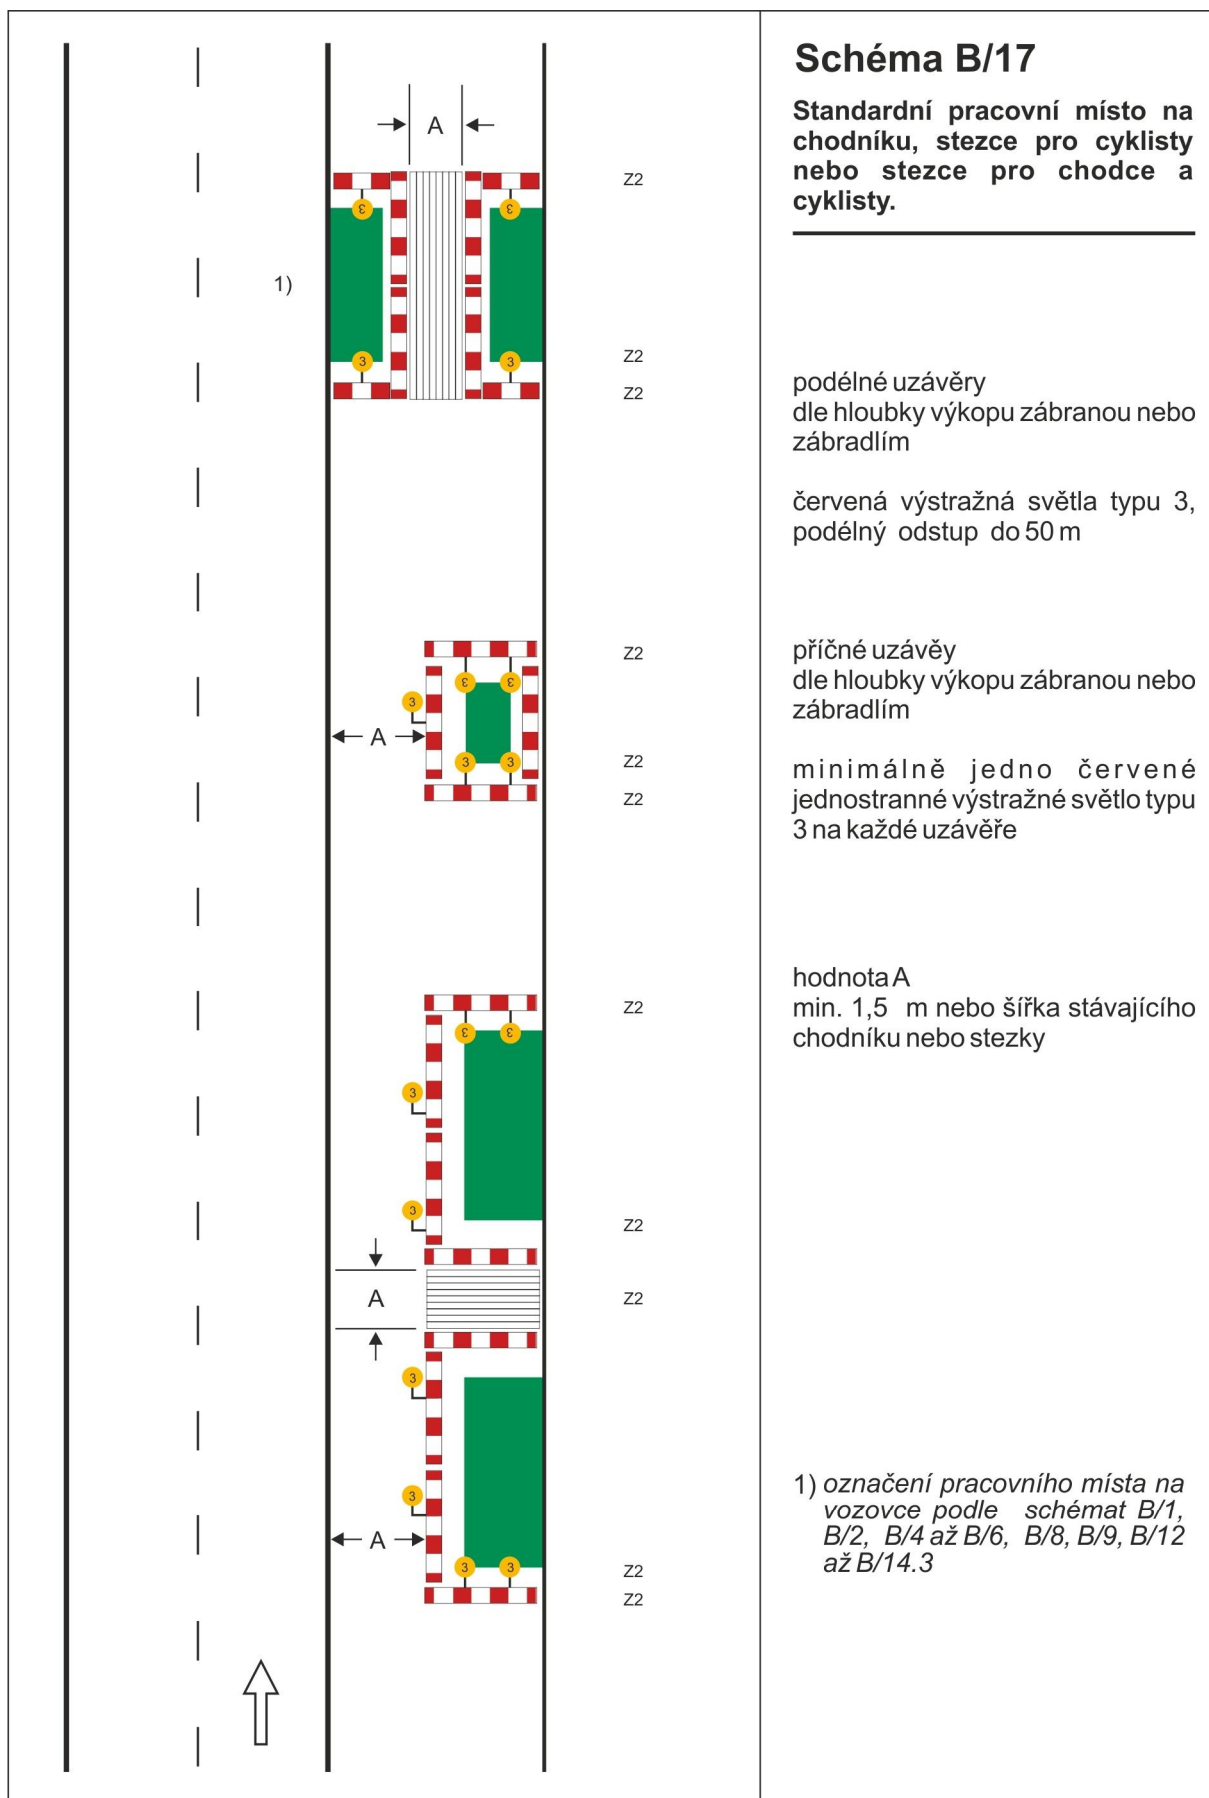 Schéma B/17
Standardní pracovní místo na
chodníku, stezce pro cyklisty
nebo stezce pro chodce a
cyklisty.
A
Z2
3 3
1)
3 3
Z2
Z2
podélné uzávěry
dle hloubky výkopu zábranou nebo
zábradlím
červená výstražná světla typu 3,
podélný odstup do 50 m
Z2
3 3
3
A
3 3
Z2
Z2
příčné uzávěy
dle hloubky výkopu zábranou nebo
zábradlím
minimálně jedno červené
jednostranné výstražné světlo typu
3 na každé uzávěře
Z2
3 3
3
3
Z2
A
Z2
3
3
A
3 3
Z2
Z2
hodnota A
min. 1,5 m nebo šířka stávajícího
chodníku nebo stezky
1) označení pracovního místa na
vozovce podle schémat B/1,
B/2, B/4 až B/6, B/8, B/9, B/12
až B/14.3